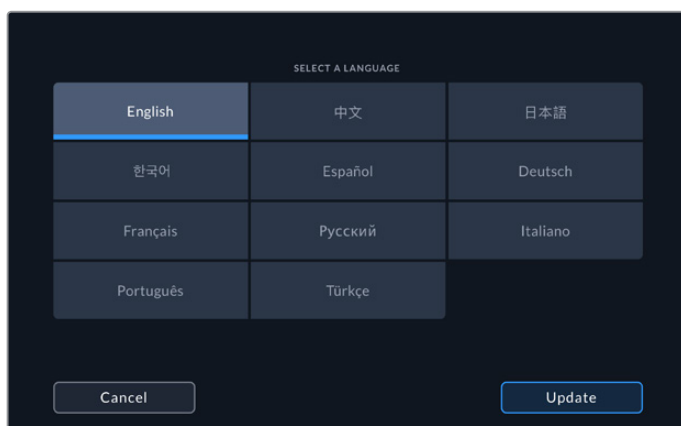 SELECT A LANGUAGE
English 中文 日本語
한국어 Español Deutsch
Français Русский Italiano
Português Türkçe
Cancel Update